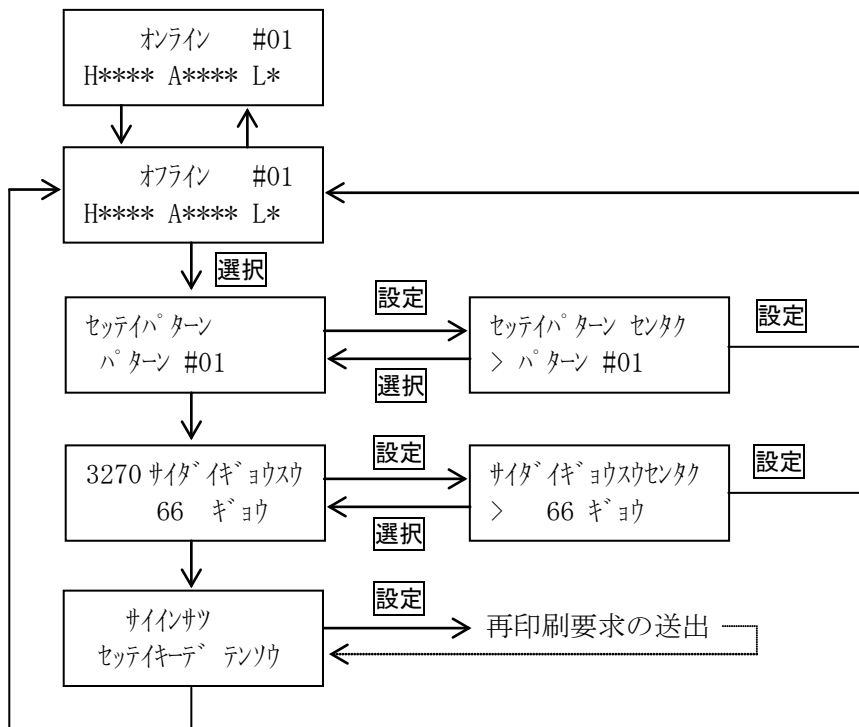 ｵﾝﾗｲﾝ #01
H**** A**** L*
ｵﾌﾗｲﾝ #01
H**** A**** L*
選択
ｾｯﾃｲﾊﾟﾀｰﾝ
ﾊﾟﾀｰﾝ #01
設定
選択
ｾｯﾃｲﾊﾟﾀｰﾝ ｾﾝﾀｸ
> ﾊﾟﾀｰﾝ #01
設定
3270 ｻｲﾀﾞｲｷﾞｮｳｽｳ
66 ｷﾞｮｳ
設定
選択
ｻｲﾀﾞｲｷﾞｮｳｽｳｾﾝﾀｸ
> 66 ｷﾞｮｳ
設定
ｻｲｲﾝｻﾂ
ｾｯﾃｲｷｰﾃﾞ ﾃﾝｿｳ
設定
再印刷要求の送出